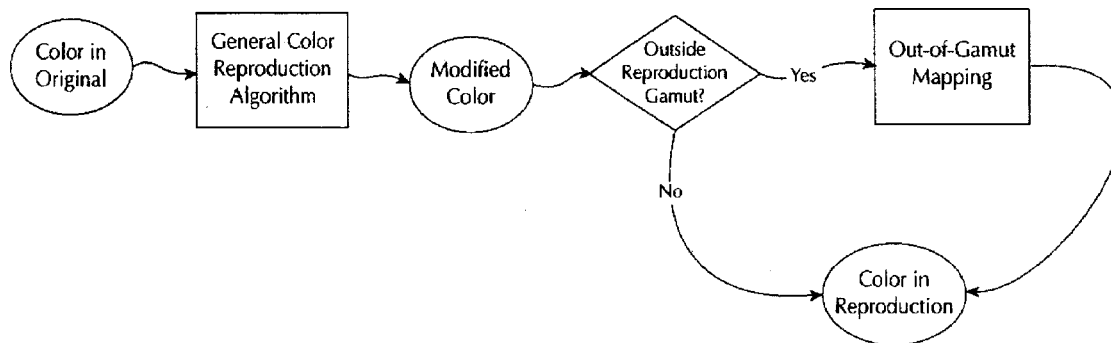 Color in
Original
General Color
Reproduction
Algorithm
Modified
Color
Outside
Reproduction
Gamut?
Yes
Out-of-Gamut
Mapping
No
Color in
Reproduction